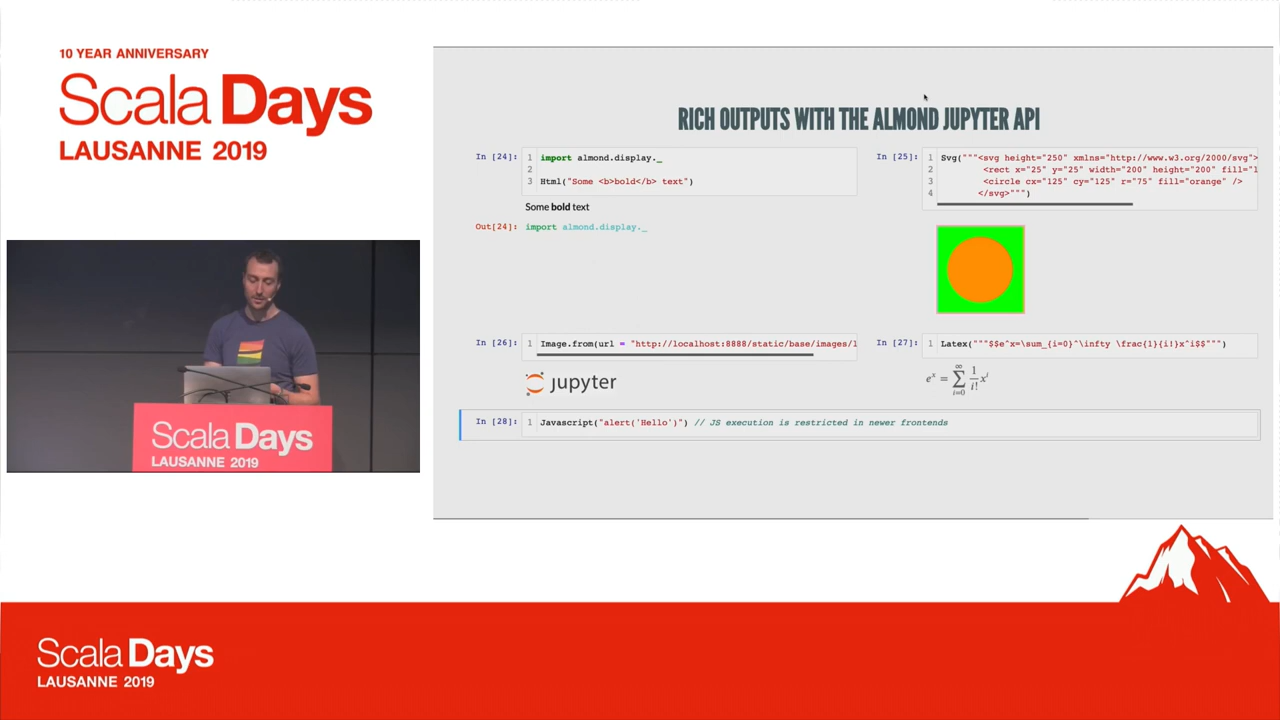 10 YEAR ANNIVERSARY
Scala Days
LAUSANNE 2019
RICH OUTPUTS WITH THE ALMOND JUPYTER API
In [24]:
1 import almond.display._
2
3 Html("Some <b>bold</b> text")
Some bold text
Out[24]: import almond.display._
In [25]:
1 Svg("""<svg height="250" xmlns="http://www.w3.org/2000/svg">
2 <rect x="25" y="25" width="200" height="200" fill="l
3 <circle cx="125" cy="125" r="75" fill="orange" />
4 </svg>""")
In [26]: 1 Image.from(url = "http://localhost:8888/static/base/images/l
jupyter
In [27]: 1 Latex("""$$e^x=\sum_{i=0}^\infty \frac{1}{i!}x^i$$""")
e^x = ∑_{i=0}^∞ 1/i! x^i
In [28]: 1 Javascript("alert('Hello')") // JS execution is restricted in newer frontends
Scala Days
LAUSANNE 2019
Scala Days
LAUSANNE 2019